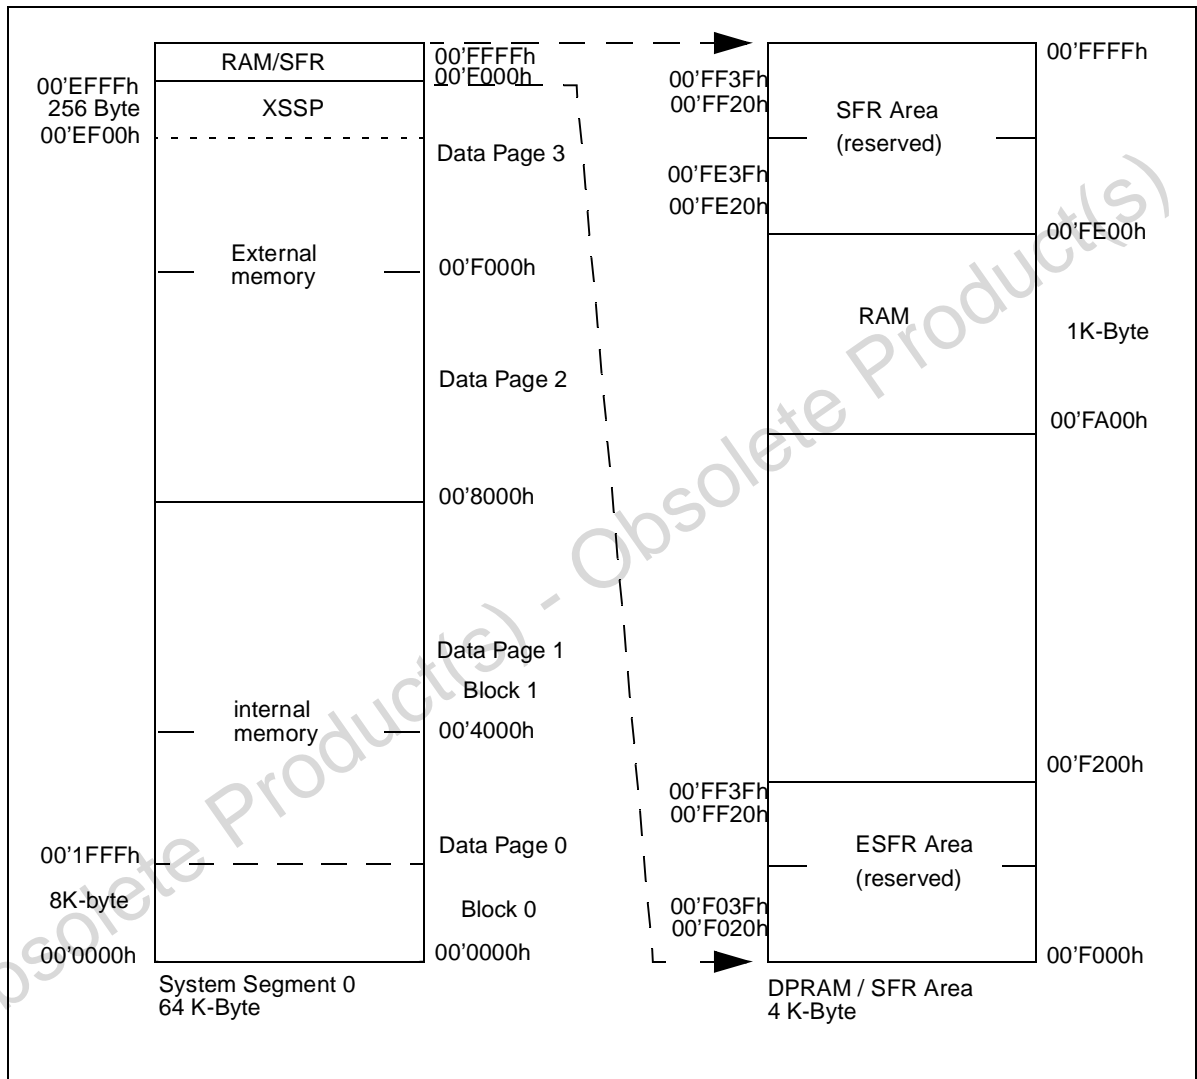 RAM/SFR
00'FFFFh
00'F000h
00'EFFFh
256 Byte
XSSP
00'EF00h
Data Page 3
External
memory
00'F000h
Data Page 2
00'8000h
Data Page 1
Block 1
internal
memory
00'4000h
00'1FFFh
Data Page 0
8K-byte
Block 0
00'0000h
00'0000h
System Segment 0
64 K-Byte
00'FFFFh
00'FF3Fh
00'FF20h
SFR Area
(reserved)
00'FE3Fh
00'FE20h
00'FE00h
RAM
1K-Byte
00'FA00h
00'F200h
00'FF3Fh
00'FF20h
ESFR Area
(reserved)
00'F03Fh
00'F020h
00'F000h
DPRAM / SFR Area
4 K-Byte
bsolete Product(s) - Obsolete Product(s)